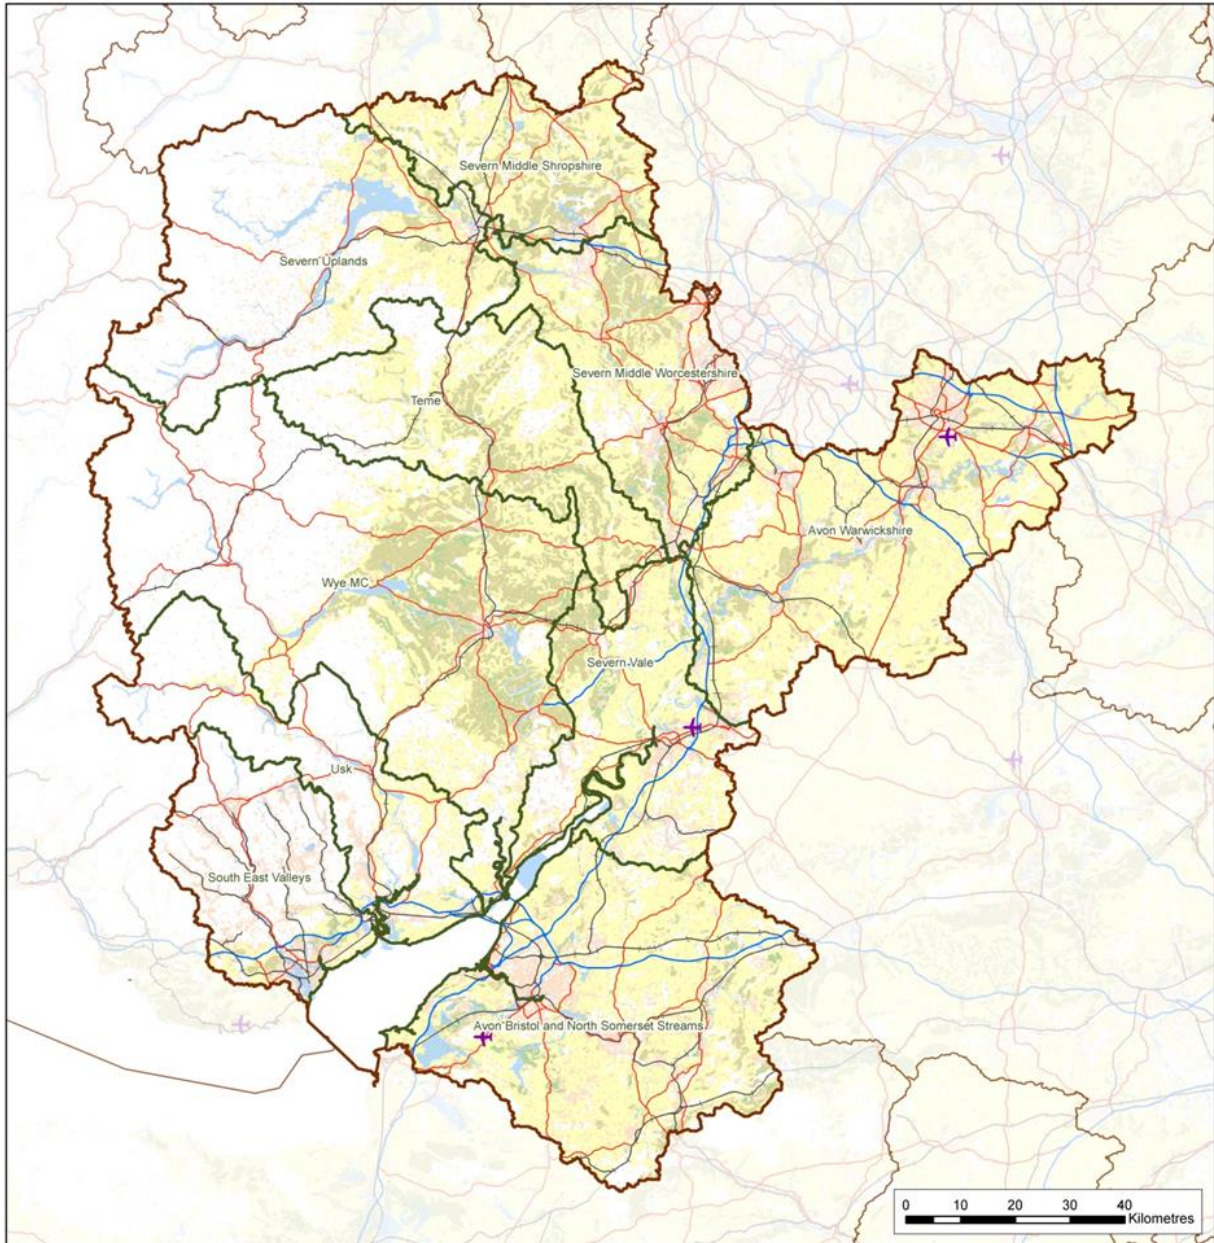 Severn Middle Shropshire
Severn Uplands
Severn Middle Worcestershire
Teme
Avon Warwickshire
Wye MC
Severn Vale
Usk
South East Valleys
Avon Bristol and North Somerset Streams
0 10 20 30 40
Kilometres